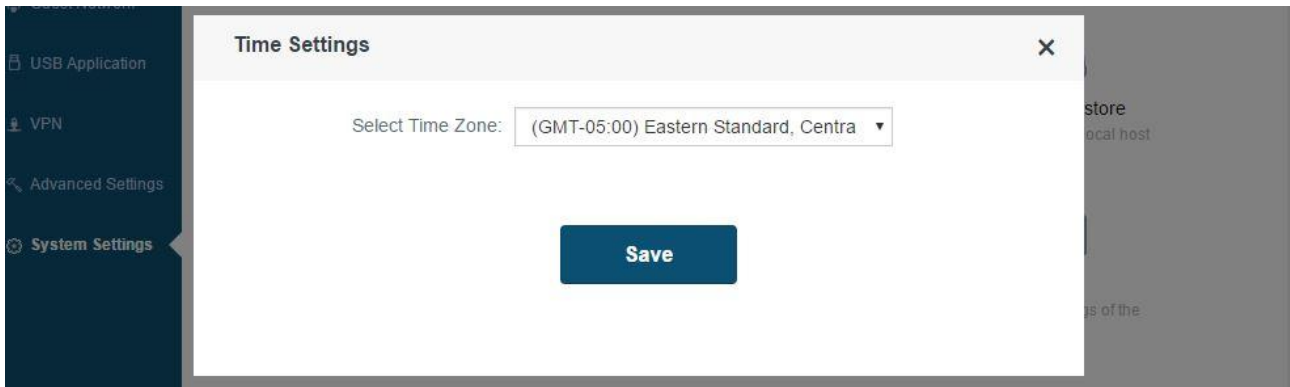 Network
USB Application
VPN
Advanced Settings
System Settings
Time Settings
×
Select Time Zone: (GMT-05:00) Eastern Standard, Centra
Save
store
ocal host
gs of the